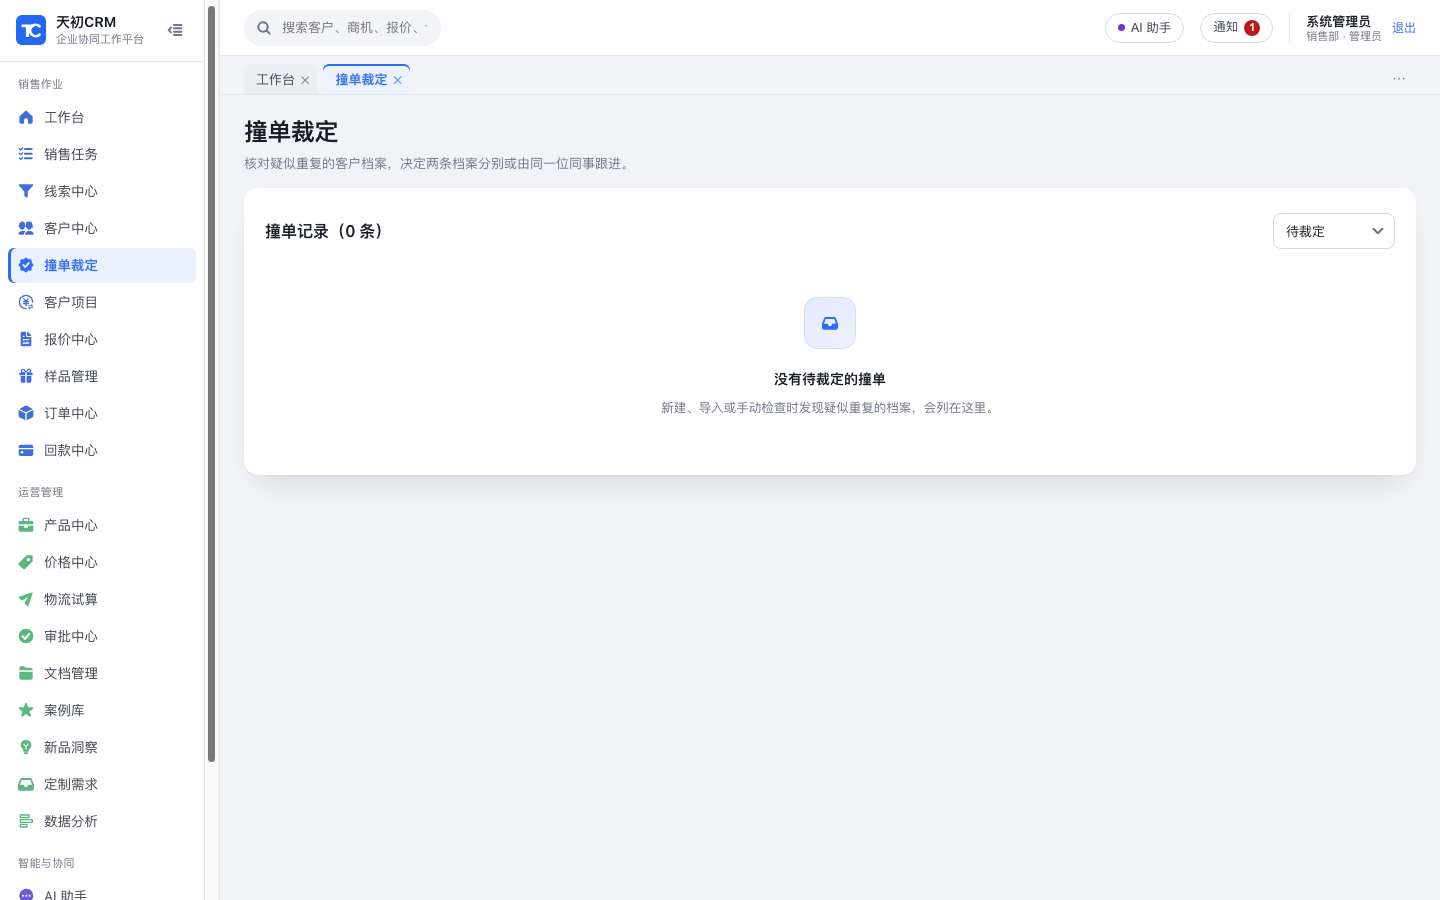 天初CRM
企业协同工作平台
搜索客户、商机、报价、
AI 助手
通知 1
系统管理员
销售部 · 管理员
退出
工作台
撞单裁定
销售作业
工作台
销售任务
线索中心
客户中心
撞单裁定
客户项目
报价中心
样品管理
订单中心
回款中心
运营管理
产品中心
价格中心
物流试算
审批中心
文档管理
案例库
新品洞察
定制需求
数据分析
智能与协同
AI 助手
撞单裁定
核对疑似重复的客户档案，决定两条档案分别或由同一位同事跟进。
撞单记录（0 条）
待裁定
没有待裁定的撞单
新建、导入或手动检查时发现疑似重复的档案，会列在这里。